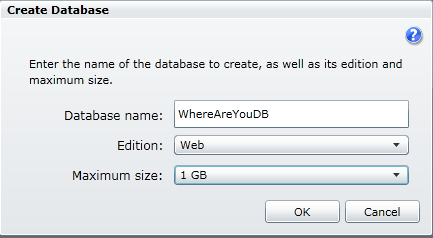 Create Database
?
Enter the name of the database to create, as well as its edition and
maximum size.
Database name: WhereAreYouDB
Edition: Web
Maximum size: 1 GB
OK Cancel